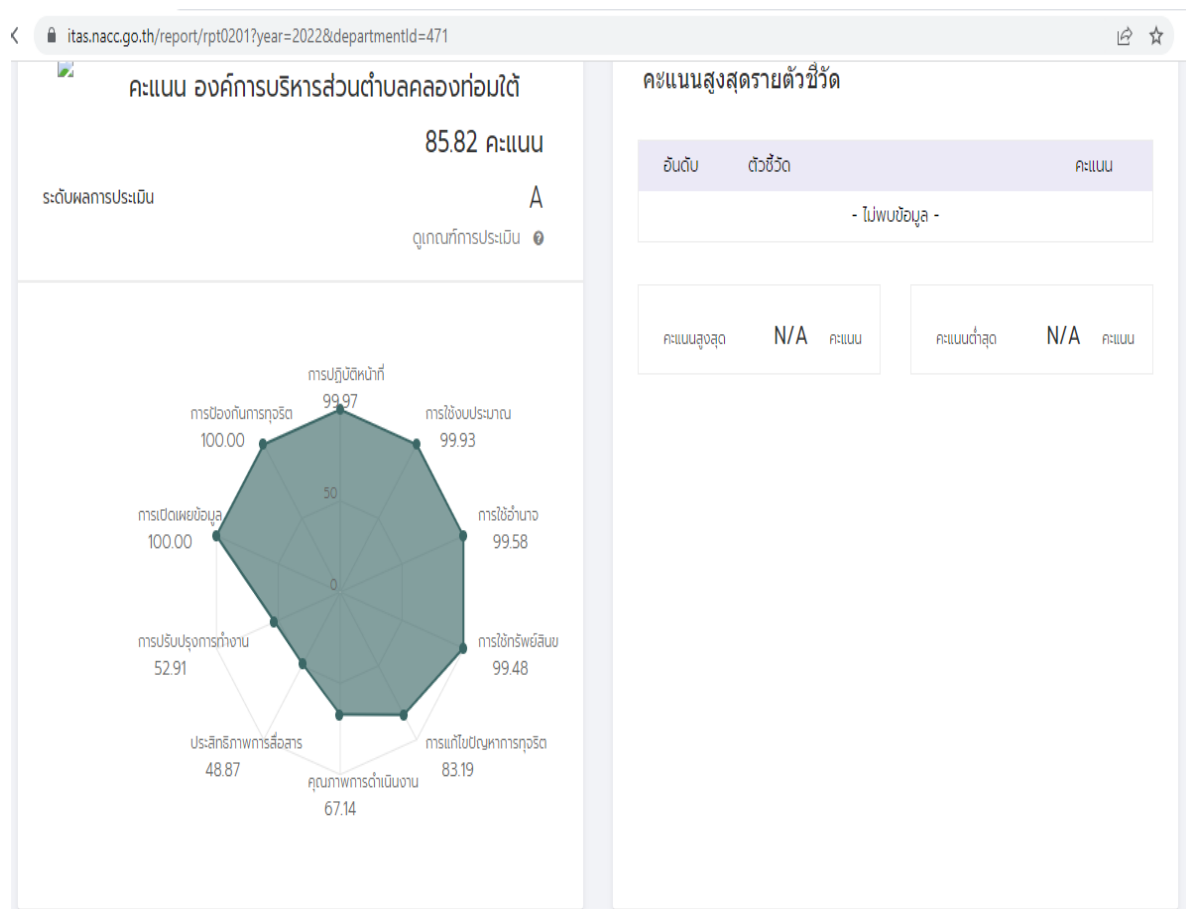 itas.nacc.go.th/report/rpt0201?year=2022&departmentId=471
คะแนน องค์การบริหารส่วนตำบลคลองท่อมใต้
85.82 คะแนน
ระดับผลการประเมิน A
ดูเกณฑ์การประเมิน
การปฏิบัติหน้าที่
99.97
การป้องกันการทุจริต
100.00
การใช้งบประมาณ
99.93
50
การเปิดเผยข้อมูล
100.00
การใช้อำนาจ
99.58
0
การปรับปรุงการทำงาน
52.91
การใช้ทรัพย์สินข
99.48
ประสิทธิภาพการสื่อสาร
48.87
การแก้ไขปัญหาการทุจริต
83.19
คุณภาพการดำเนินงาน
67.14
คะแนนสูงสุดรายตัวชี้วัด
อันดับ ตัวชี้วัด คะแนน
- ไม่พบข้อมูล -
คะแนนสูงสุด N/A คะแนน
คะแนนต่ำสุด N/A คะแนน